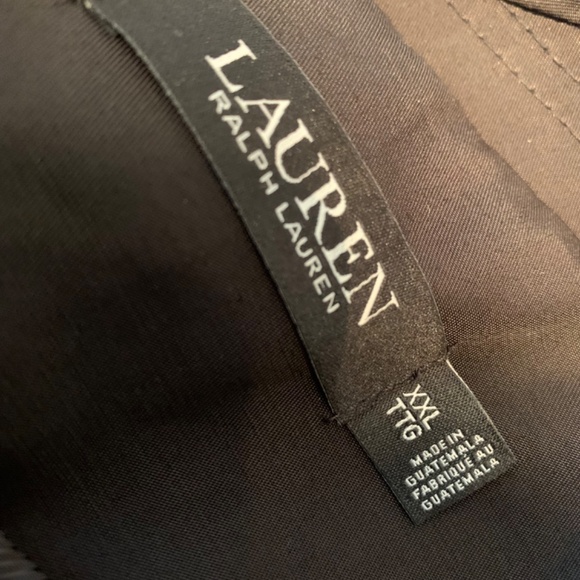 LAUREN
RALPH LAUREN
XXL
TTG
MADE IN
GUATEMALA
FABRIQUÉ AU
GUATEMALA